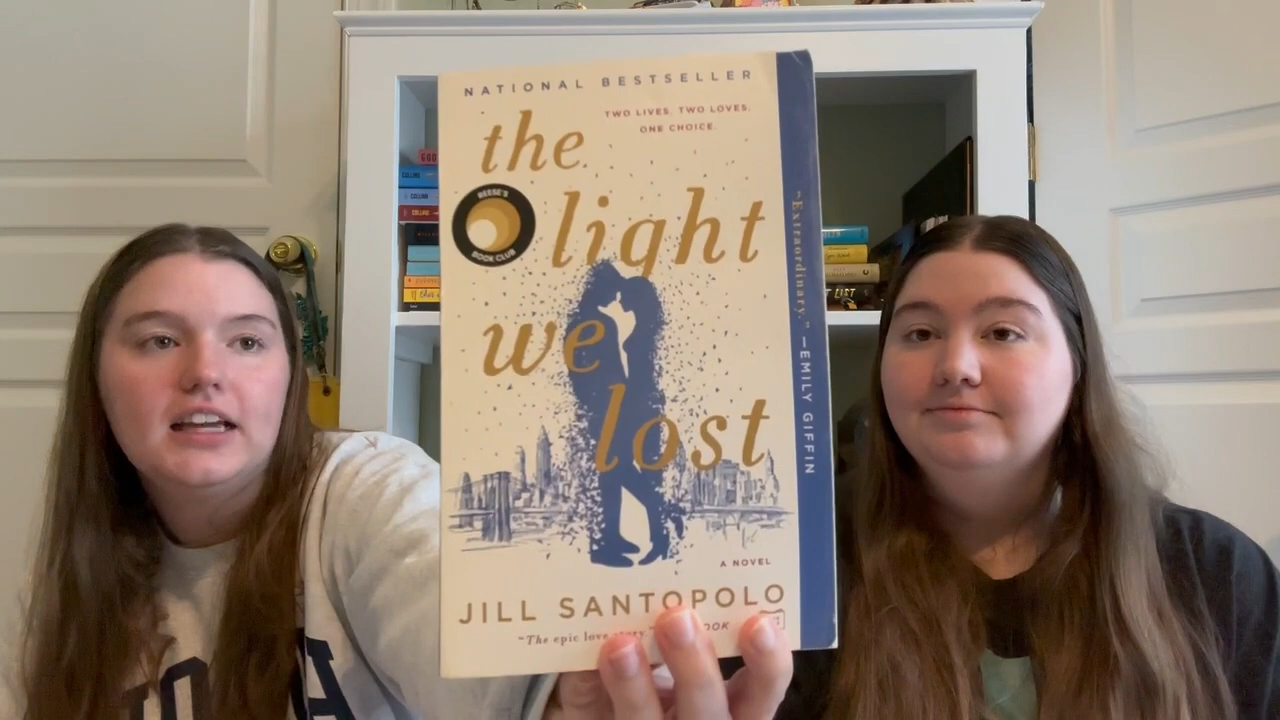 NATIONAL BESTSELLER
TWO LIVES. TWO LOVES.
ONE CHOICE.
the
light
we
lost
REESE'S
BOOK CLUB
A NOVEL
JILL SANTOPOLO
"The epic love story
"Extraordinary." —EMILY GIFFIN
COLLINS